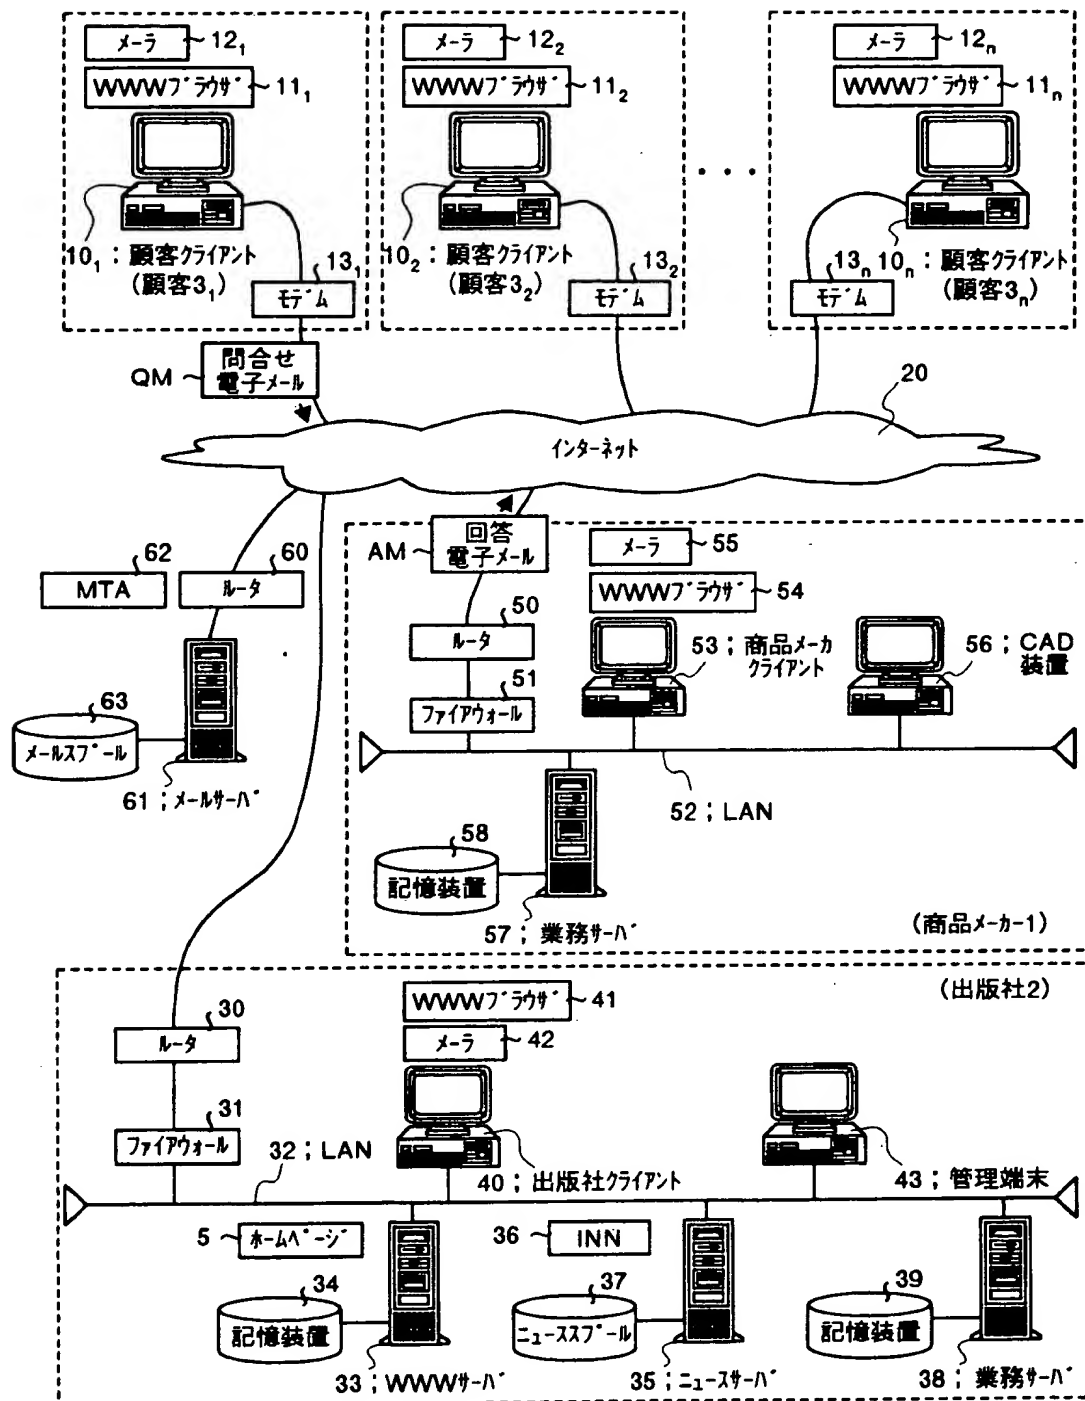 メーラ 12₁
WWWブラウザ 11₁
10₁：顧客クライアント
(顧客3₁)
13₁
モデム
メーラ 12₂
WWWブラウザ 11₂
10₂：顧客クライアント
(顧客3₂)
13₂
モデム
・・・
メーラ 12ₙ
WWWブラウザ 11ₙ
13ₙ 10ₙ：顧客クライアント
(顧客3ₙ)
モデム
QM 問合せ
電子メール
20
インターネット
AM 回答
電子メール
メーラ 55
WWWブラウザ 54
62 60
MTA ルータ
50
ルータ
53；商品メーカ
クライアント
56；CAD
装置
51
ファイアウォール
63
メールスプール
61；メールサーバ
52；LAN
58
記憶装置
57；業務サーバ
(商品メーカー1)
(出版社2)
WWWブラウザ 41
メーラ 42
30
ルータ
31
ファイアウォール
32；LAN
40；出版社クライアント
43；管理端末
5 ホームページ
36 INN
34
記憶装置
37
ニューススプール
39
記憶装置
33；WWWサーバ
35；ニュースサーバ
38；業務サーバ